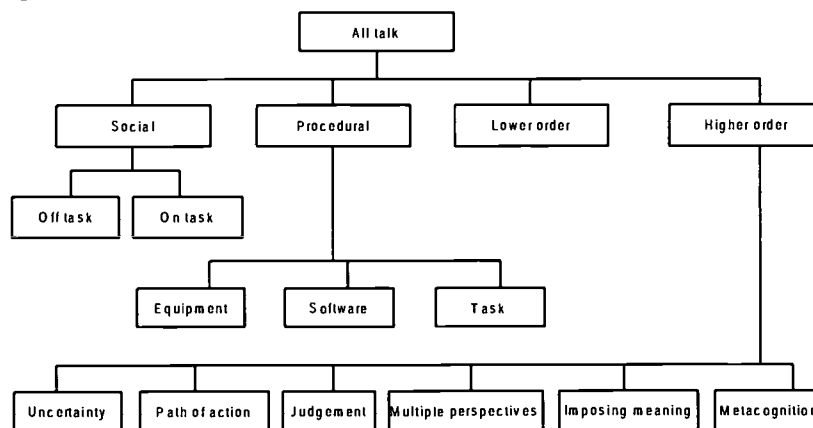 All talk
Social
Procedural
Lower order
Higher order
Off task
On task
Equipment
Software
Task
Uncertainty
Path of action
Judgement
Multiple perspectives
Imposing meaning
Metacognition